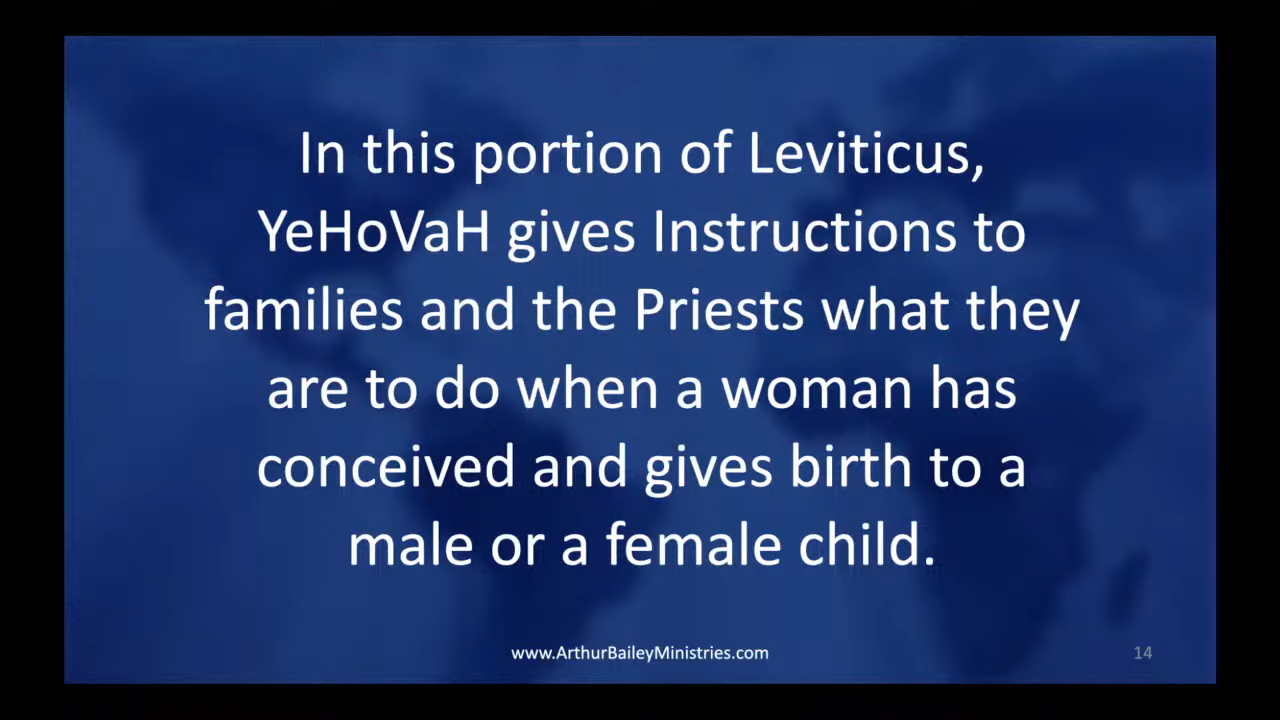 In this portion of Leviticus,
YeHoVaH gives Instructions to
families and the Priests what they
are to do when a woman has
conceived and gives birth to a
male or a female child.
www.ArthurBaileyMinistries.com
14